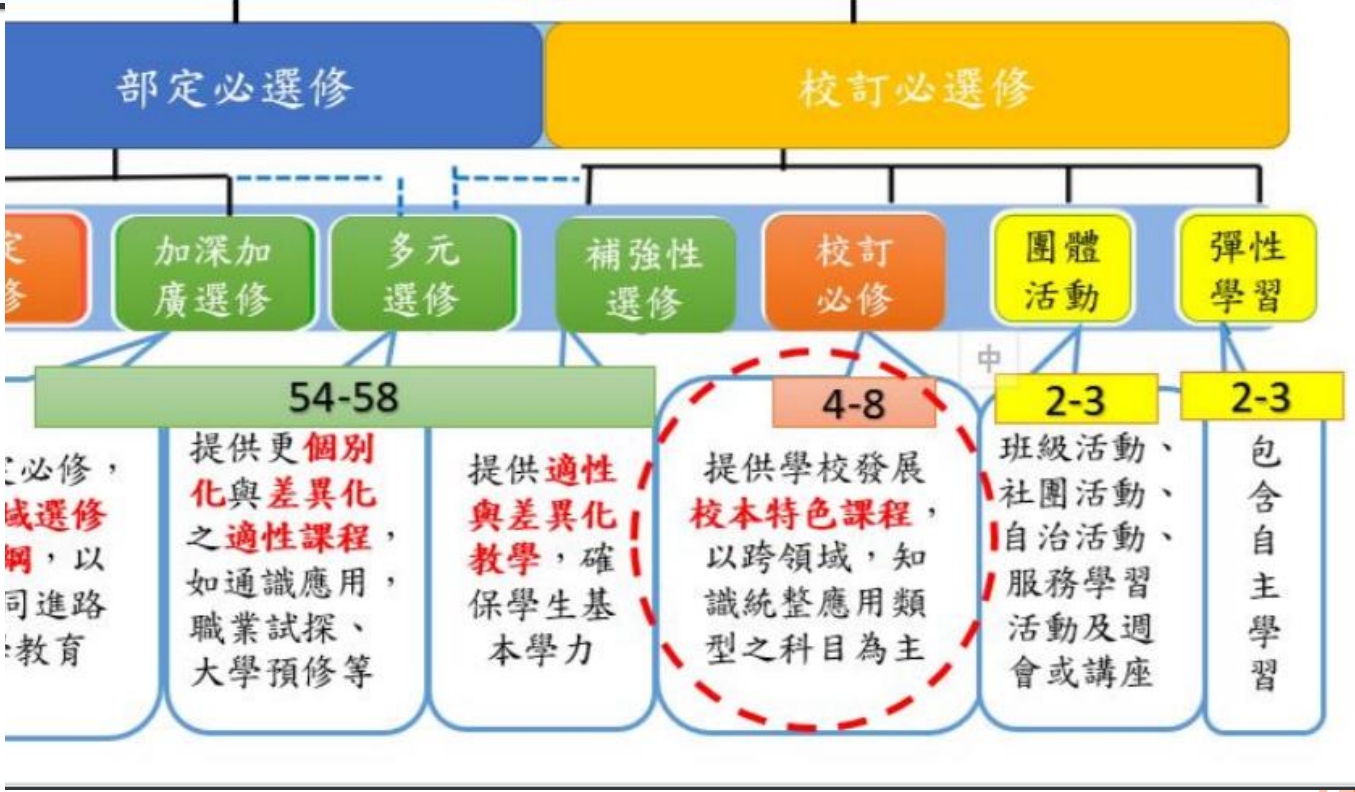 部定必選修
校訂必選修
定
修
加深加
廣選修
多元
選修
補強性
選修
校訂
必修
團體
活動
彈性
學習
中
54-58
4-8
2-3
2-3
定必修，
域選修
綱，以
同進路
教育
提供更個別
化與差異化
之適性課程，
如通識應用，
職業試探、
大學預修等
提供適性
與差異化
教學，確
保學生基
本學力
提供學校發展
校本特色課程，
以跨領域，知
識統整應用類
型之科目為主
班級活動、
社團活動、
自治活動、
服務學習
活動及週
會或講座
包
含
自
主
學
習